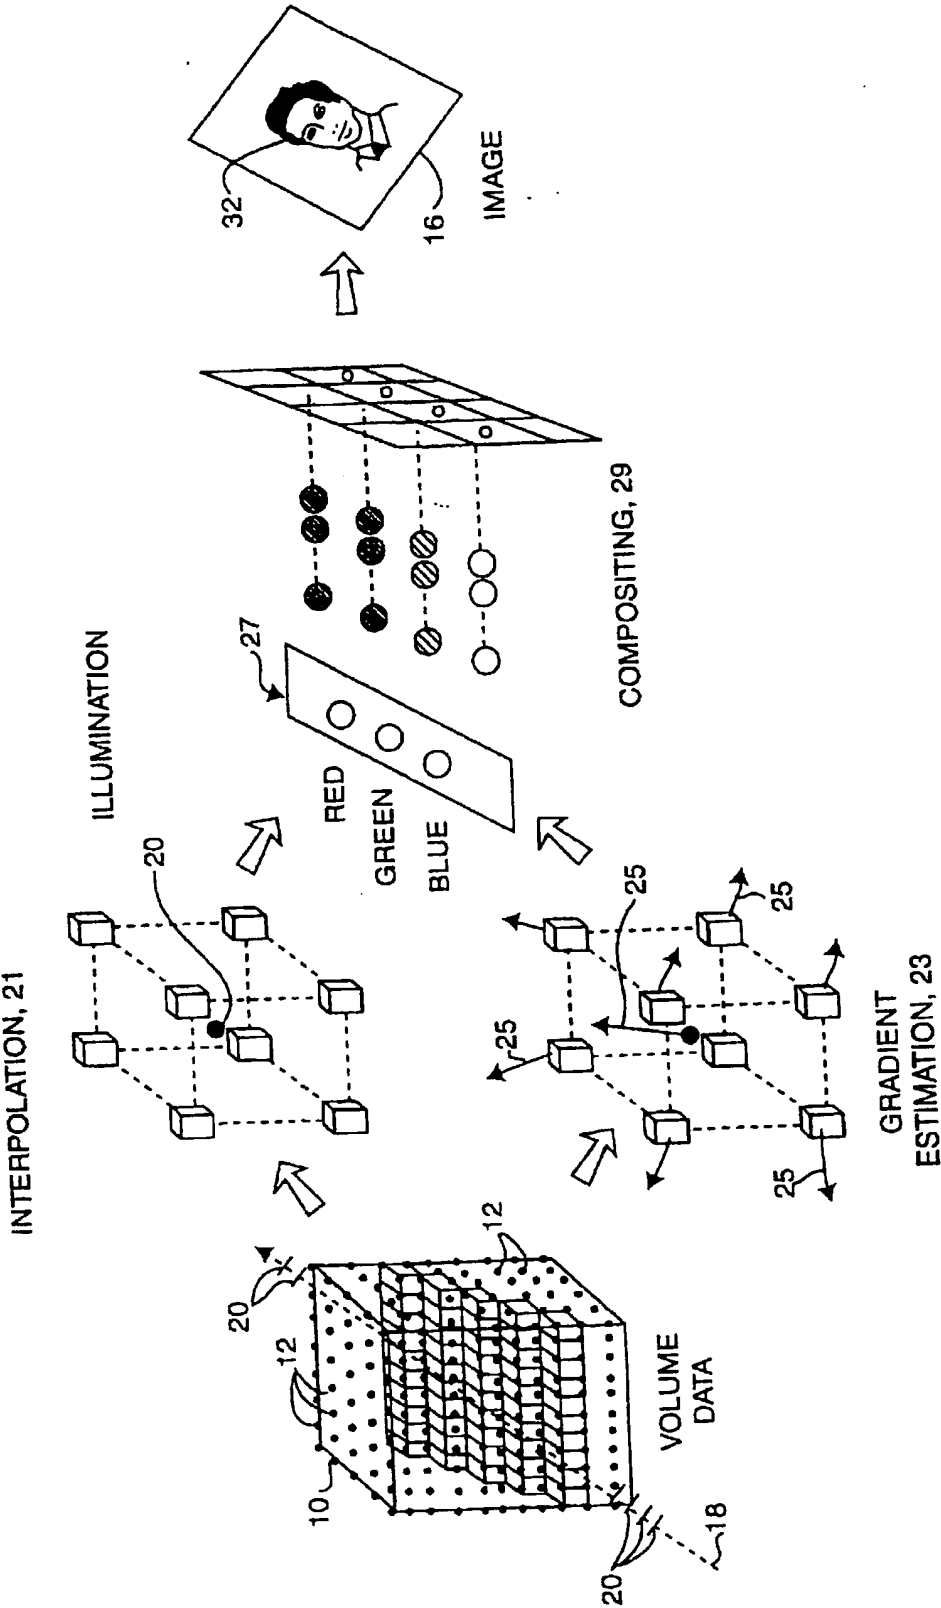 INTERPOLATION, 21
ILLUMINATION
20
27
32
16
IMAGE
RED
GREEN
BLUE
COMPOSITING, 29
20
12
10
12
VOLUME
DATA
20
18
25
25
25
25
GRADIENT
ESTIMATION, 23